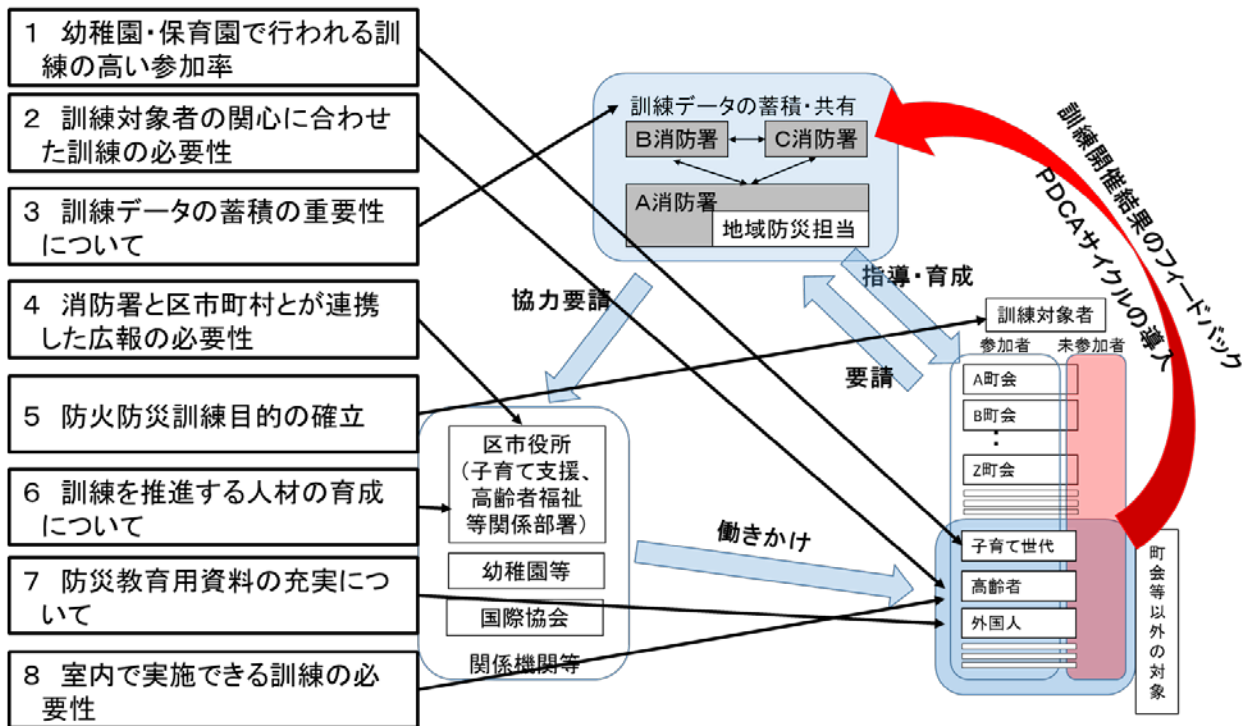 1　幼稚園・保育園で行われる訓
練の高い参加率
2　訓練対象者の関心に合わせ
た訓練の必要性
3　訓練データの蓄積の重要性
について
4　消防署と区市町村とが連携
した広報の必要性
5　防火防災訓練目的の確立
6　訓練を推進する人材の育成
について
7　防災教育用資料の充実につ
いて
8　室内で実施できる訓練の必
要性
訓練データの蓄積・共有
B消防署
C消防署
A消防署
地域防災担当
協力要請
指導・育成
要請
訓練開催結果のフィードバック
PDCAサイクルの導入
区市役所
（子育て支援、
高齢者福祉
等関係部署）
幼稚園等
国際協会
関係機関等
働きかけ
訓練対象者
参加者
未参加者
A町会
B町会
：
Z町会
子育て世代
高齢者
外国人
町会等以外の対象